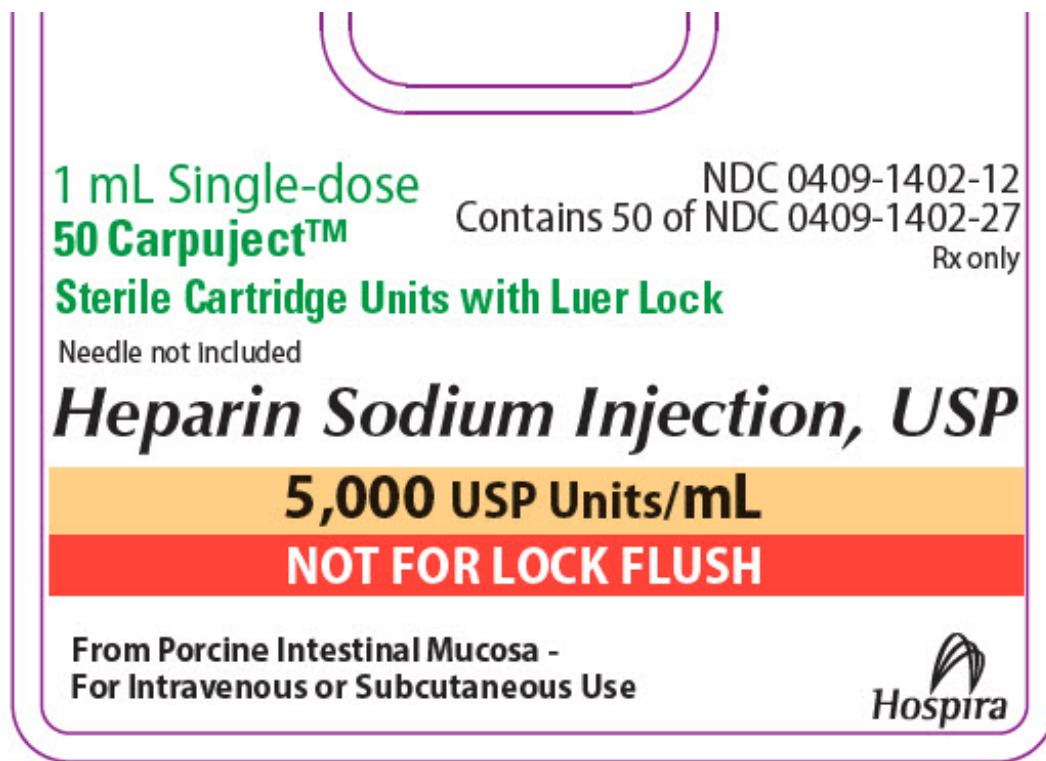 1 mL Single-dose
50 Carpuject™
Sterile Cartridge Units with Luer Lock
Needle not included
NDC 0409-1402-12
Contains 50 of NDC 0409-1402-27
Rx only
Heparin Sodium Injection, USP
5,000 USP Units/mL
NOT FOR LOCK FLUSH
From Porcine Intestinal Mucosa -
For Intravenous or Subcutaneous Use
Hospira